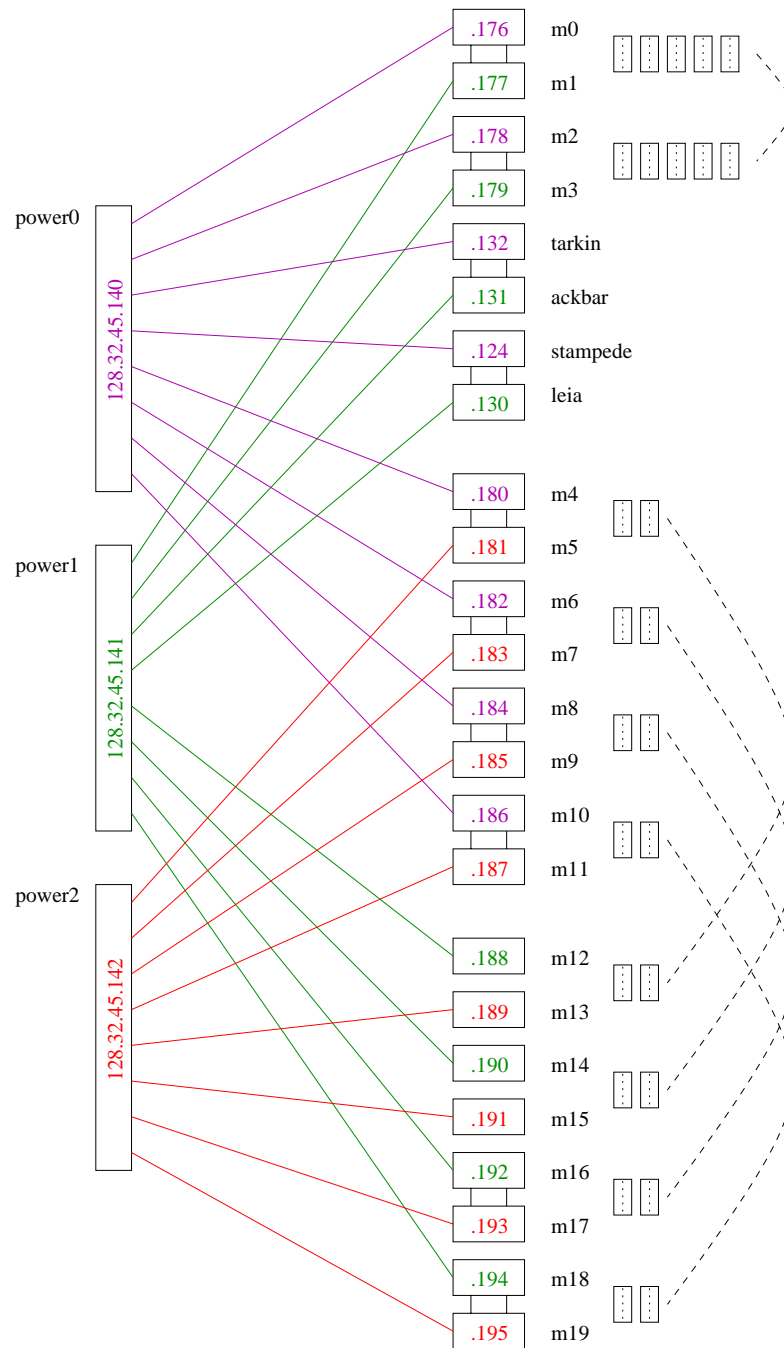 .176 m0
.177 m1
.178 m2
.179 m3
power0
128.32.45.140
.132 tarkin
.131 ackbar
.124 stampede
.130 leia
.180 m4
.181 m5
power1
128.32.45.141
.182 m6
.183 m7
.184 m8
.185 m9
.186 m10
.187 m11
power2
128.32.45.142
.188 m12
.189 m13
.190 m14
.191 m15
.192 m16
.193 m17
.194 m18
.195 m19